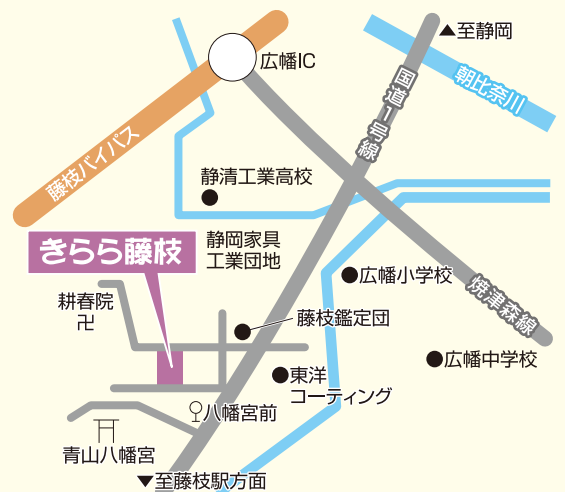 ▲至静岡
広幡IC
国道1号線
朝比奈川
藤枝バイパス
静清工業高校
静岡家具
工業団地
きらら藤枝
広幡小学校
焼津森線
耕春院
卍
藤枝鑑定団
広幡中学校
東洋
コーティング
八幡宮前
青山八幡宮
▼至藤枝駅方面